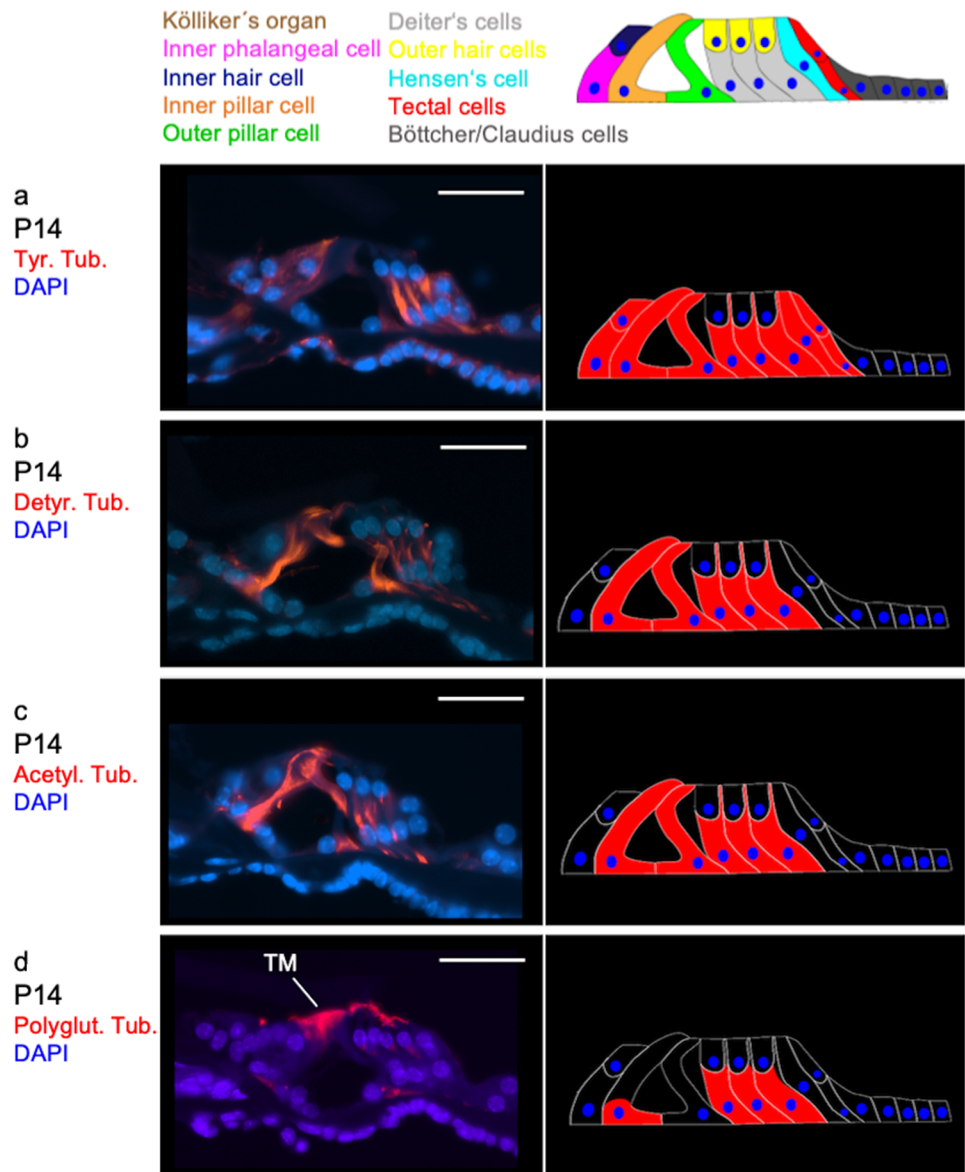 Kölliker´s organ
Inner phalangeal cell
Inner hair cell
Inner pillar cell
Outer pillar cell
Deiter‘s cells
Outer hair cells
Hensen‘s cell
Tectal cells
Böttcher/Claudius cells
a
P14
Tyr. Tub.
DAPI
b
P14
Detyr. Tub.
DAPI
c
P14
Acetyl. Tub.
DAPI
d
P14
Polyglut. Tub.
DAPI
TM